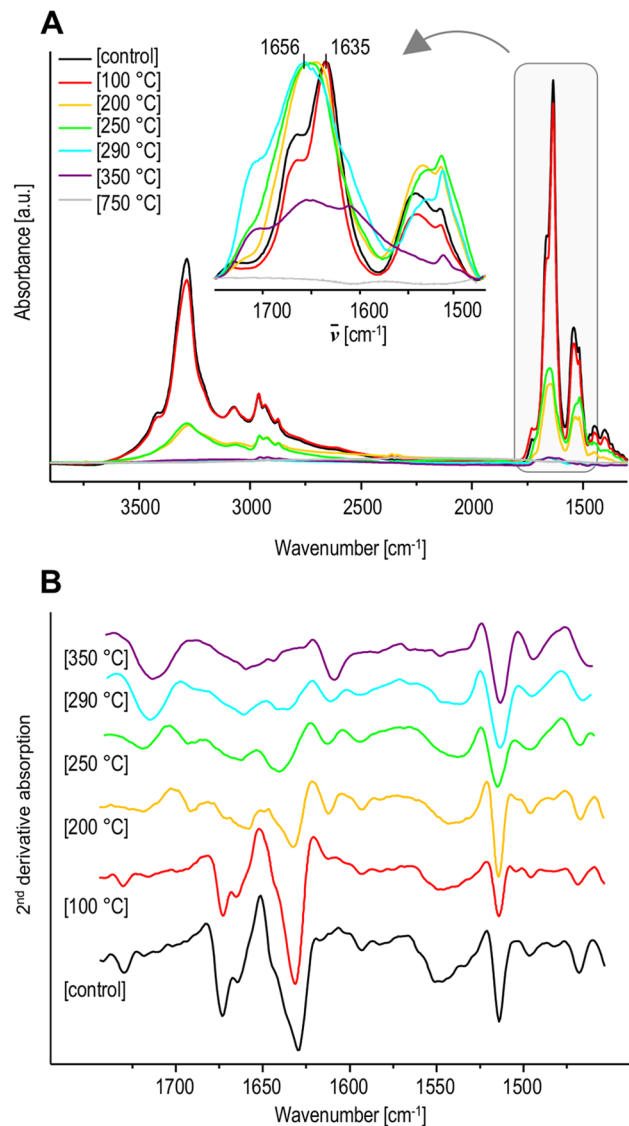 A
[control]
[100 °C]
[200 °C]
[250 °C]
[290 °C]
[350 °C]
[750 °C]
1656 1635
1700 1600 1500
ν̄ [cm-1]
Absorbance [a.u.]
3500 3000 2500 2000 1500
Wavenumber [cm-1]
B
[350 °C]
[290 °C]
[250 °C]
[200 °C]
[100 °C]
[control]
2nd derivative absorption
1700 1650 1600 1550 1500
Wavenumber [cm-1]